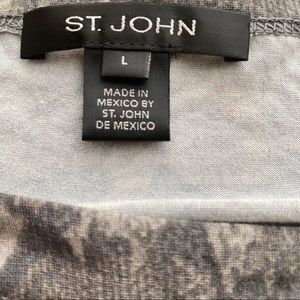 ST. JOHN
L
MADE IN
MEXICO BY
ST. JOHN
DE MEXICO